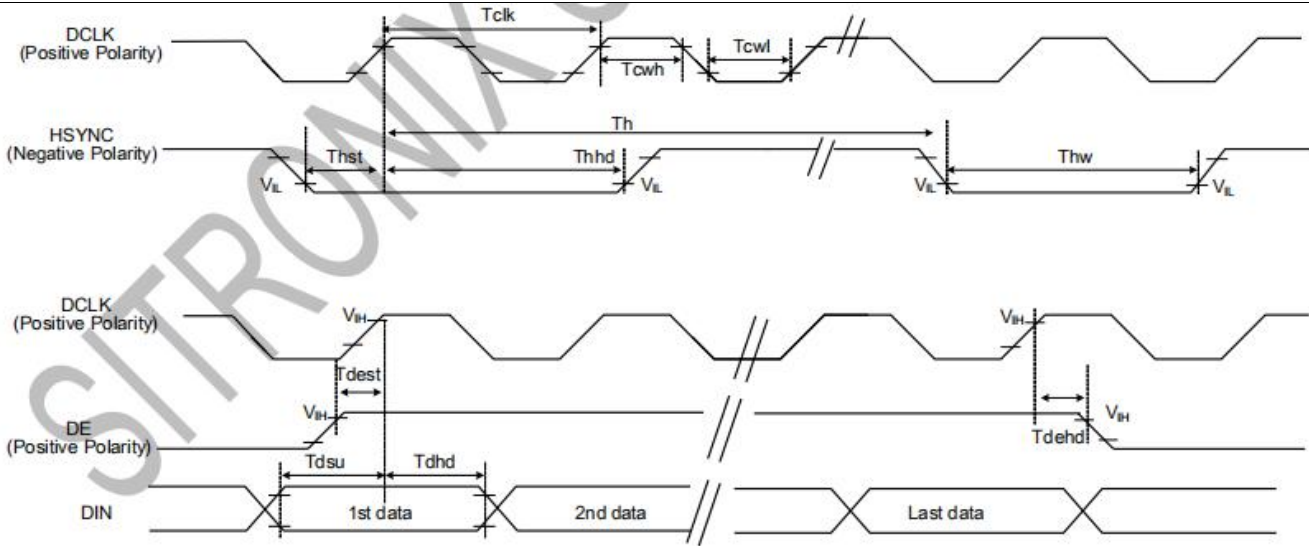 Tclk
DCLK
(Positive Polarity)
Tcwh
Tcwl
Th
HSYNC
(Negative Polarity)
Thst
Thhd
Thw
VIL
VIL
VIL
VIL
DCLK
(Positive Polarity)
VIH
VIH
Tdest
DE
(Positive Polarity)
VIH
VIH
Tdehd
Tdsu
Tdhd
DIN
1st data
2nd data
Last data
SITRONIX